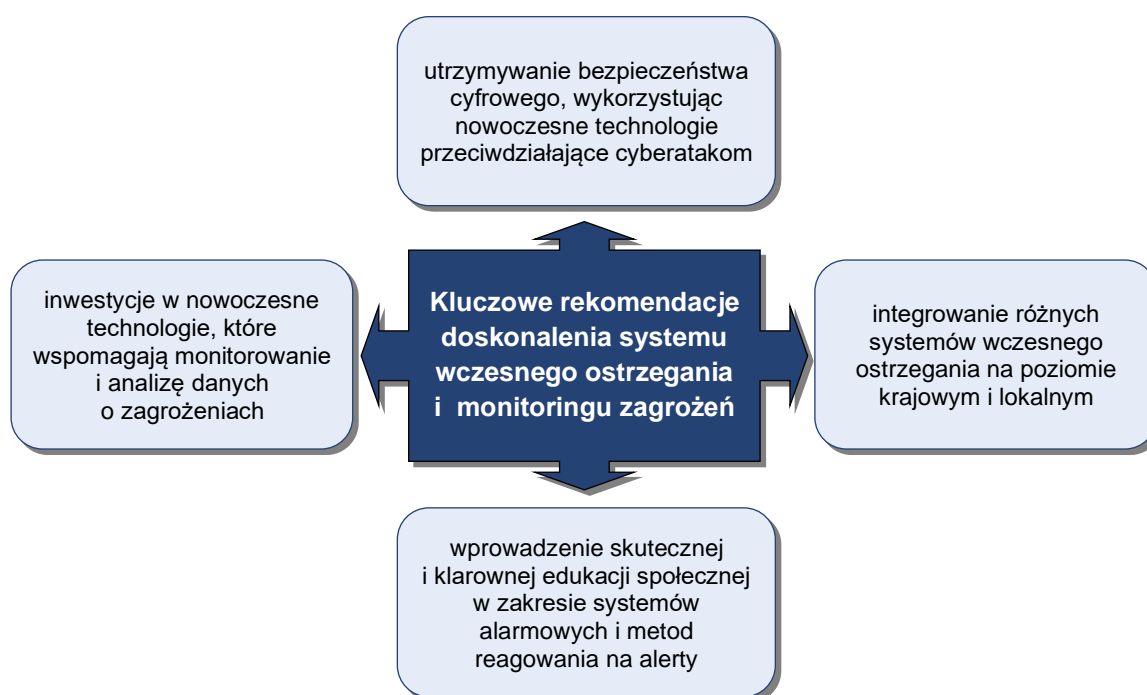 utrzymywanie bezpieczeństwa
cyfrowego, wykorzystując
nowoczesne technologie
przeciwdziałające cyberatakom
inwestycje w nowoczesne
technologie, które
wspomagają monitorowanie
i analizę danych
o zagrożeniach
Kluczowe rekomendacje
doskonalenia systemu
wczesnego ostrzegania
i monitoringu zagrożeń
integrowanie różnych
systemów wczesnego
ostrzegania na poziomie
krajowym i lokalnym
wprowadzenie skutecznej
i klarownej edukacji społecznej
w zakresie systemów
alarmowych i metod
reagowania na alerty